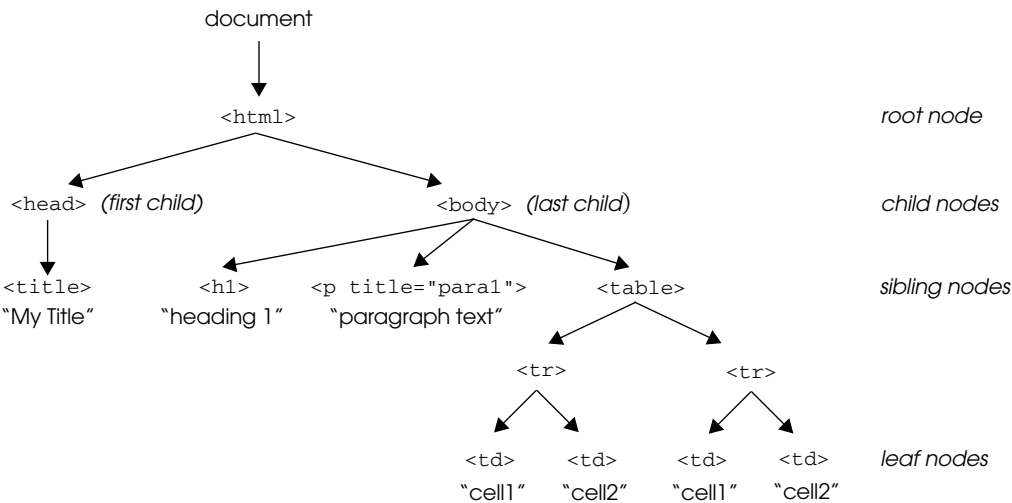 document
<html> root node
<head> (first child) <body> (last child) child nodes
<title> <h1> <p title="para1"> <table> sibling nodes
“My Title” “heading 1” “paragraph text”
<tr> <tr>
<td> <td> <td> <td> leaf nodes
“cell1” “cell2” “cell1” “cell2”